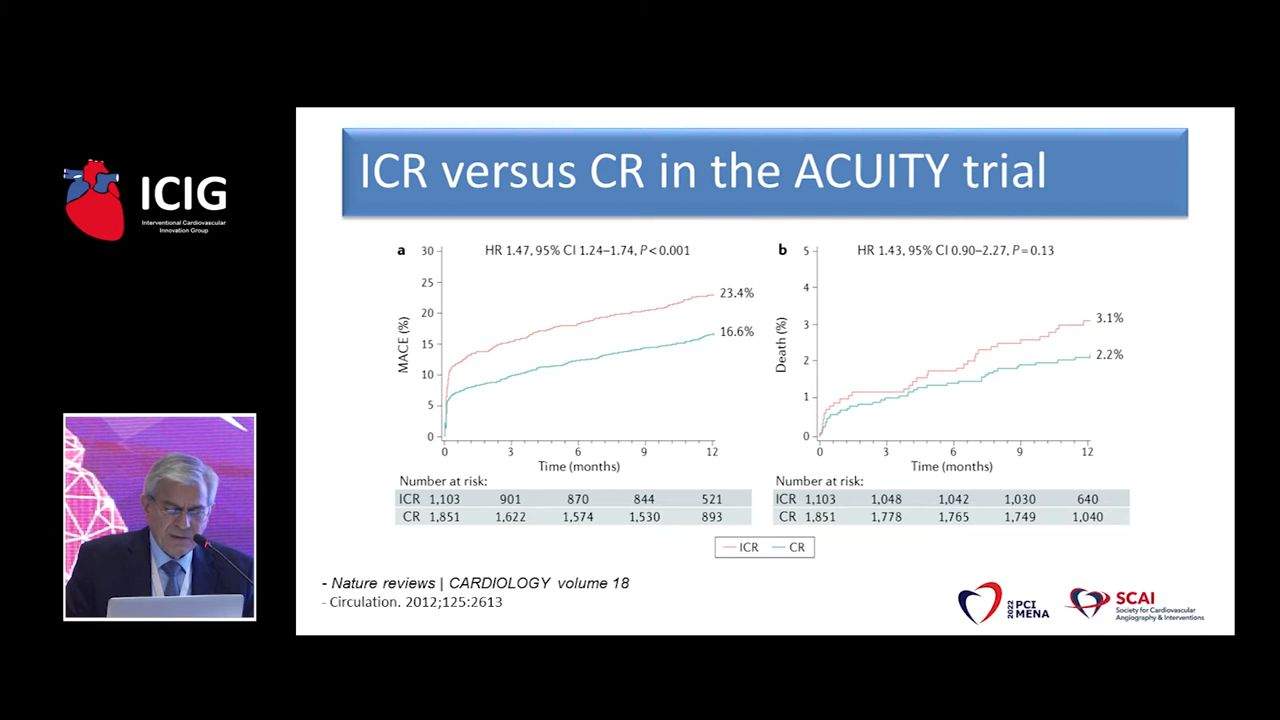 ICIG
Interventional Cardiovascular
Innovation Group
ICR versus CR in the ACUITY trial
a
HR 1.47, 95% CI 1.24–1.74, P < 0.001
MACE (%)
30
25
20
15
10
5
0
23.4%
16.6%
0 3 6 9 12
Time (months)
Number at risk:
ICR 1,103 901 870 844 521
CR 1,851 1,622 1,574 1,530 893
b
HR 1.43, 95% CI 0.90–2.27, P = 0.13
Death (%)
5
4
3
2
1
0
3.1%
2.2%
0 3 6 9 12
Time (months)
Number at risk:
ICR 1,103 1,048 1,042 1,030 640
CR 1,851 1,778 1,765 1,749 1,040
ICR CR
- Nature reviews | CARDIOLOGY volume 18
- Circulation. 2012;125:2613
2022 PCI
MENA
SCAI
Society for Cardiovascular
Angiography & Interventions